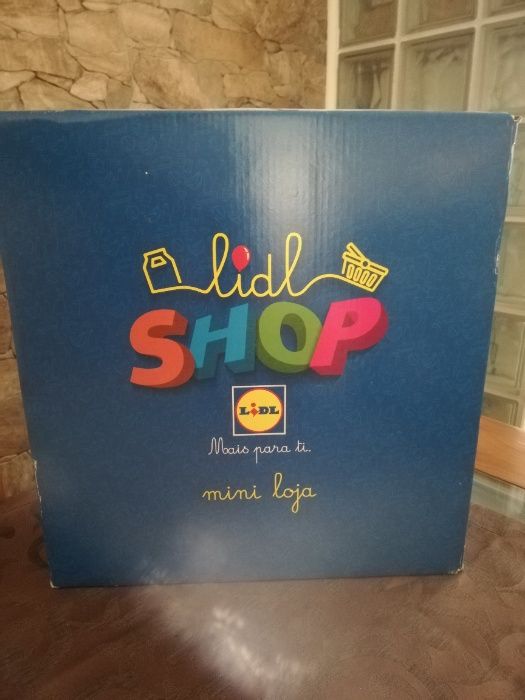 lidl
SHOP
LiDL
Mais para ti.
mini loja